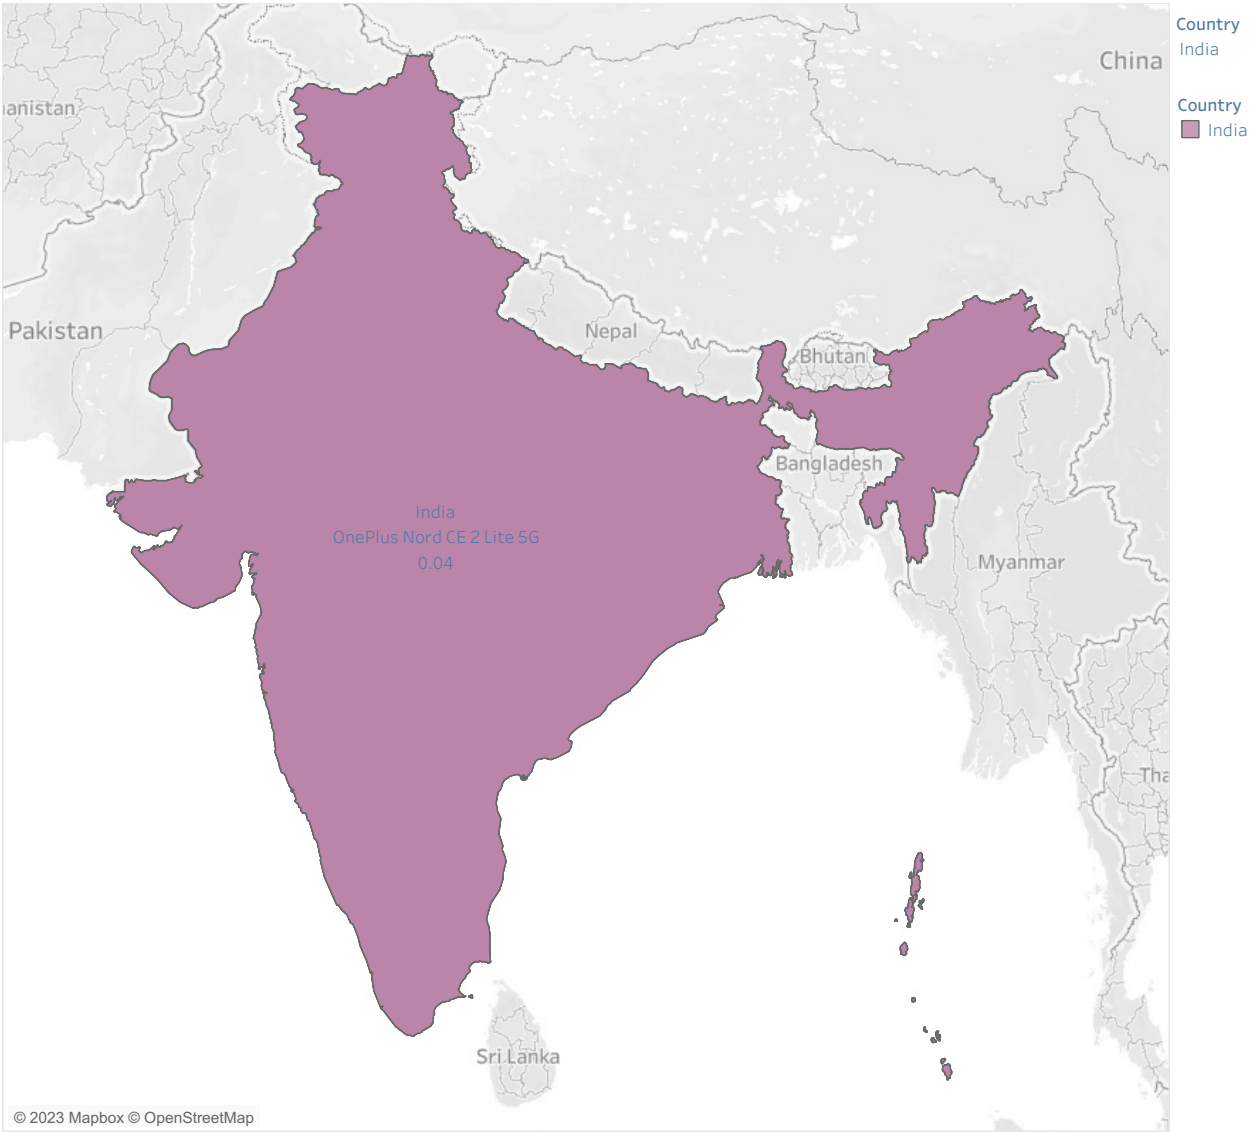 Country
India
Country
India
China
anistan
Pakistan
Nepal
Bhutan
Bangladesh
India
OnePlus Nord CE 2 Lite 5G
0.04
Myanmar
Tha
Sri Lanka
© 2023 Mapbox © OpenStreetMap